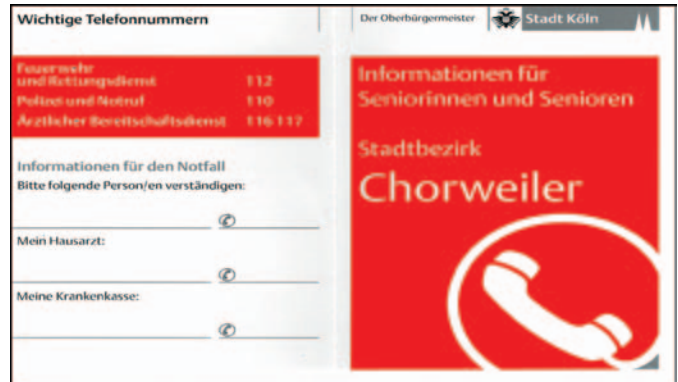 Wichtige Telefonnummern
Feuerwehr
und Rettungsdienst 112
Polizei und Notruf 110
Ärztlicher Bereitschaftsdienst 116 117
Informationen für den Notfall
Bitte folgende Person/en verständigen:
Mein Hausarzt:
Meine Krankenkasse:
Der Oberbürgermeister
Stadt Köln
Informationen für
Seniorinnen und Senioren
Stadtbezirk
Chorweiler